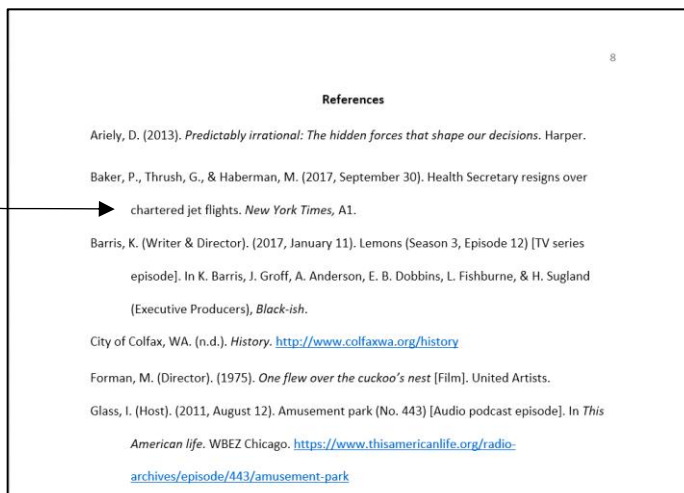 8
References
Ariely, D. (2013). Predictably irrational: The hidden forces that shape our decisions. Harper.
Baker, P., Thrush, G., & Haberman, M. (2017, September 30). Health Secretary resigns over
chartered jet flights. New York Times, A1.
Barris, K. (Writer & Director). (2017, January 11). Lemons (Season 3, Episode 12) [TV series
episode]. In K. Barris, J. Groff, A. Anderson, E. B. Dobbins, L. Fishburne, & H. Sugland
(Executive Producers), Black-ish.
City of Colfax, WA. (n.d.). History. http://www.colfaxwa.org/history
Forman, M. (Director). (1975). One flew over the cuckoo's nest [Film]. United Artists.
Glass, I. (Host). (2011, August 12). Amusement park (No. 443) [Audio podcast episode]. In This
American life. WBEZ Chicago. https://www.thisamericanlife.org/radio-
archives/episode/443/amusement-park